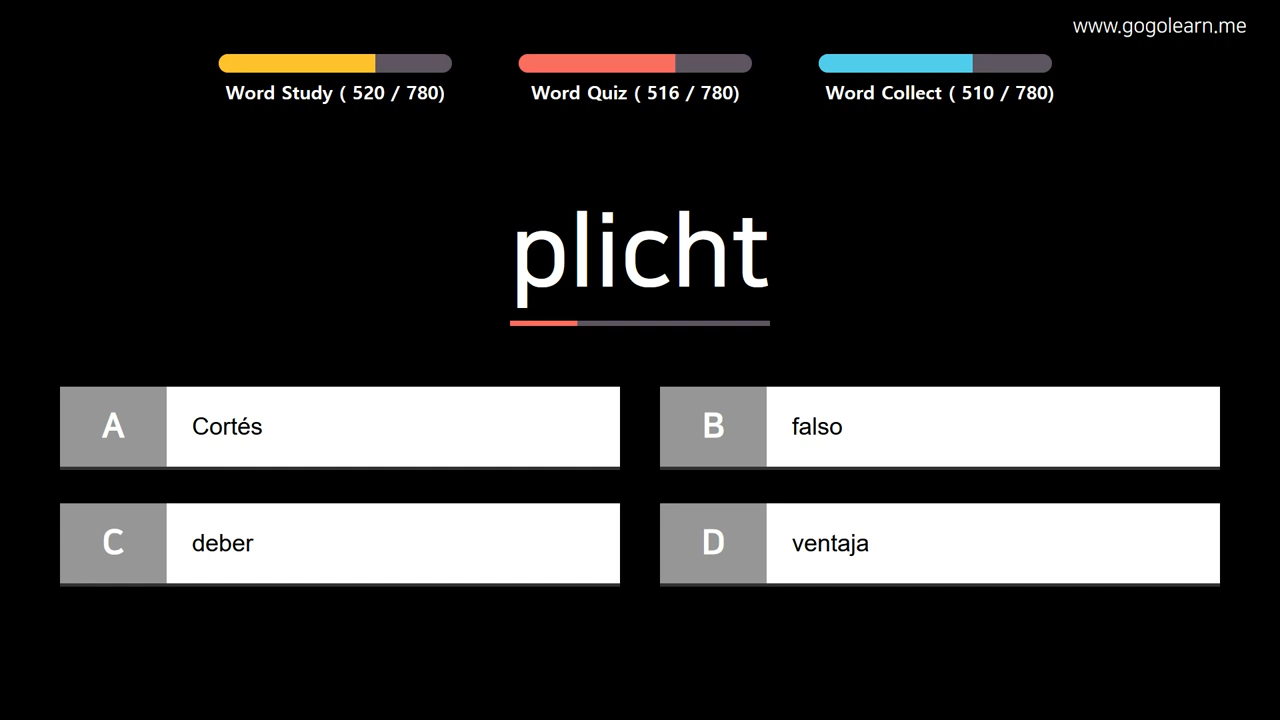 www.gogolearn.me
Word Study ( 520 / 780)
Word Quiz ( 516 / 780)
Word Collect ( 510 / 780)
plicht
A
Cortés
B
falso
C
deber
D
ventaja